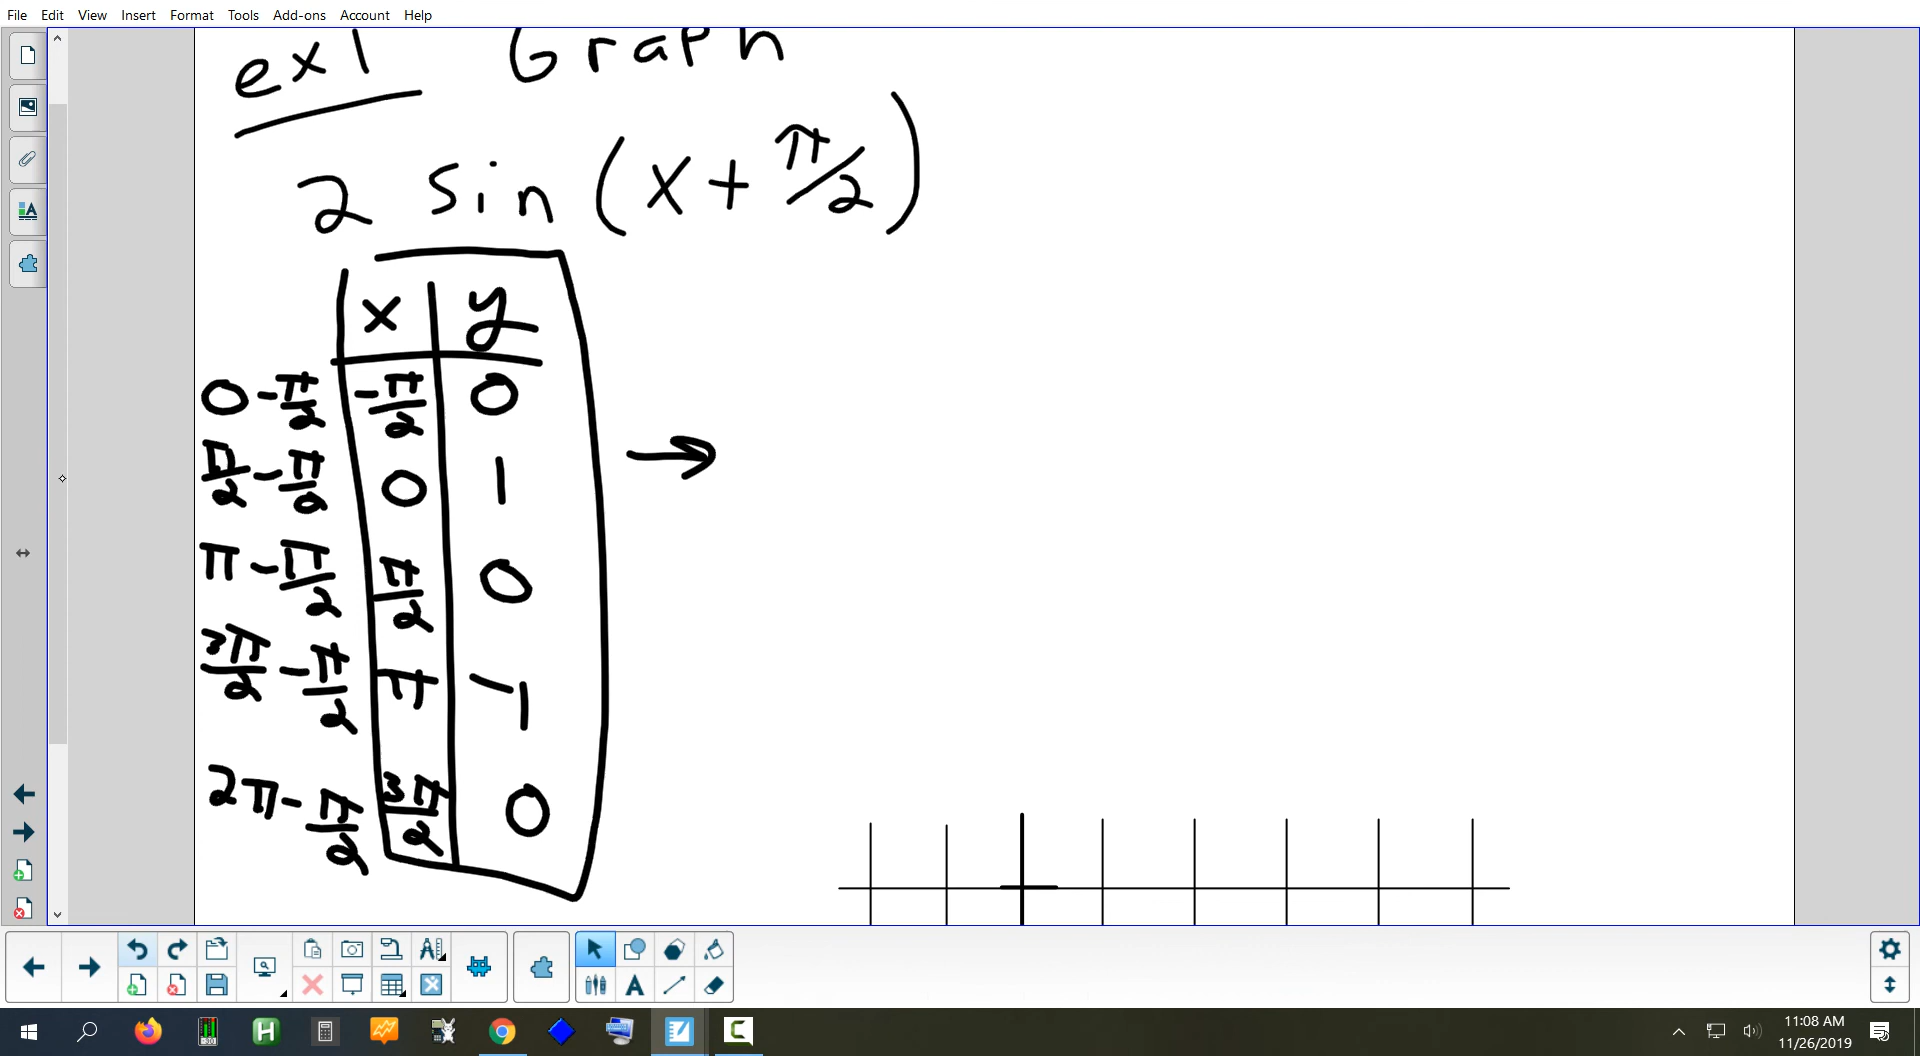 File Edit View Insert Format Tools Add-ons Account Help
ex1 Graph
2 sin (x + π/2)
x y
0 - π/2 -π/2 0
π/2 - π/2 0 1
π - π/2 π/2 0
3π/2 - π/2 π -1
2π - π/2 3π/2 0
11:08 AM
11/26/2019